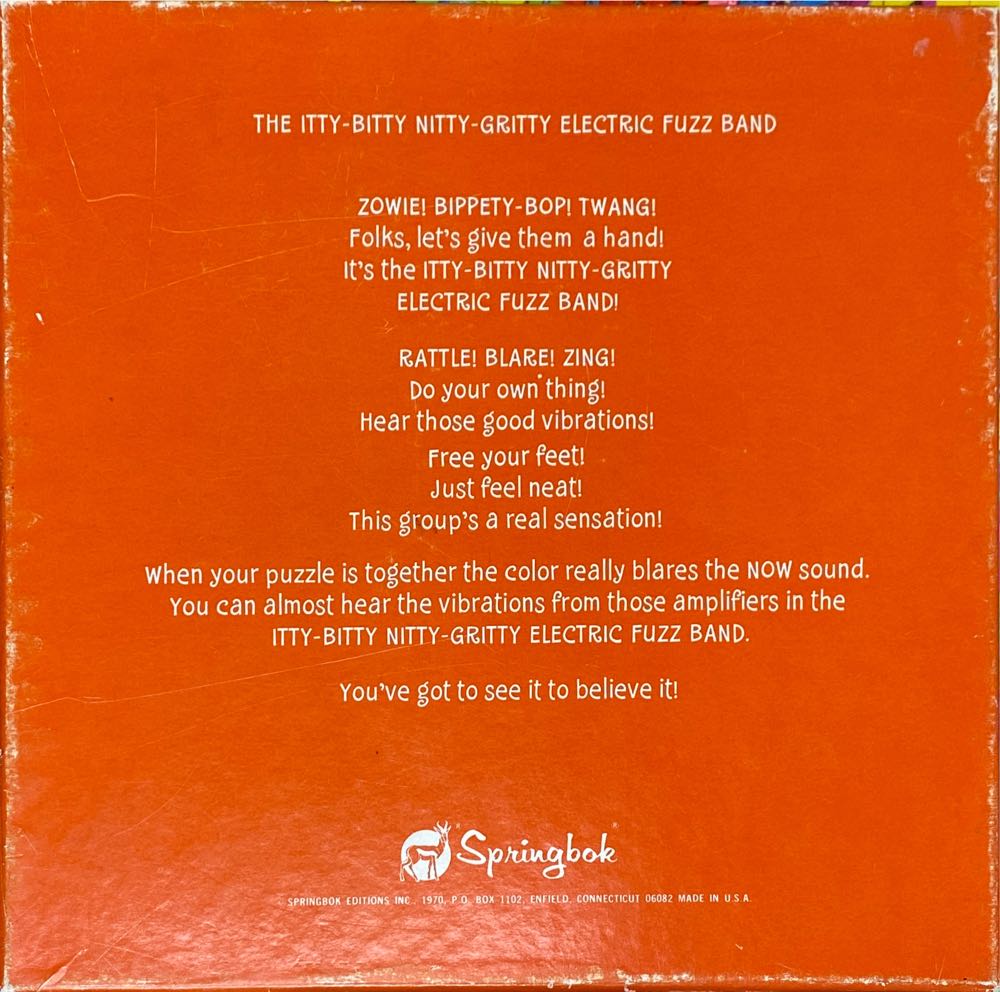 THE ITTY-BITTY NITTY-GRITTY ELECTRIC FUZZ BAND
ZOWIE! BIPPETY-BOP! TWANG!
Folks, let's give them a hand!
It's the ITTY-BITTY NITTY-GRITTY
ELECTRIC FUZZ BAND!
RATTLE! BLARE! ZING!
Do your own thing!
Hear those good vibrations!
Free your feet!
Just feel neat!
This group's a real sensation!
When your puzzle is together the color really blares the NOW sound.
You can almost hear the vibrations from those amplifiers in the
ITTY-BITTY NITTY-GRITTY ELECTRIC FUZZ BAND.
You've got to see it to believe it!
Springbok®
SPRINGBOK EDITIONS INC., 1970, P.O. BOX 1102, ENFIELD, CONNECTICUT 06082 MADE IN U.S.A.